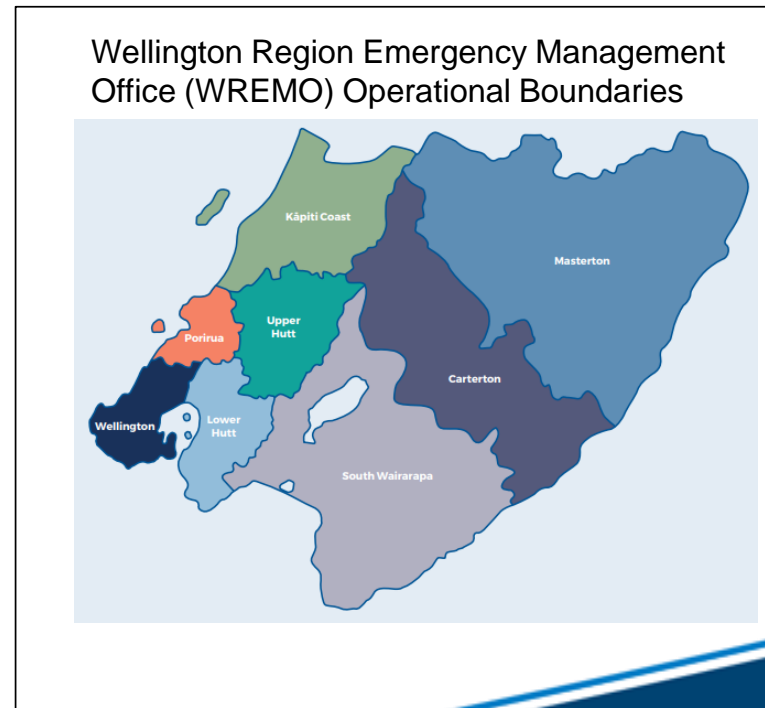 Wellington Region Emergency Management
Office (WREMO) Operational Boundaries
Kāpiti Coast
Masterton
Upper
Hutt
Porirua
Carterton
Wellington
Lower
Hutt
South Wairarapa